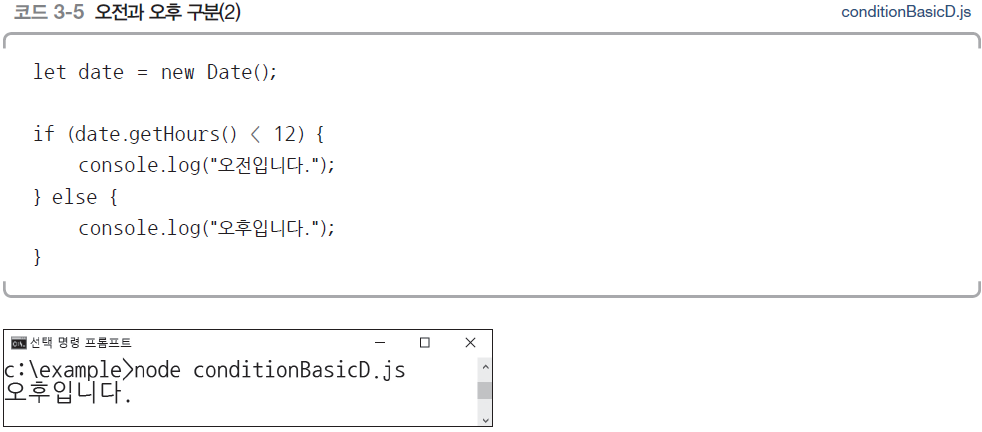 코드 3-5 오전과 오후 구분(2) conditionBasicD.js
let date = new Date();
if (date.getHours() < 12) {
    console.log("오전입니다.");
} else {
    console.log("오후입니다.");
}
선택 명령 프롬프트
c:\example>node conditionBasicD.js
오후입니다.